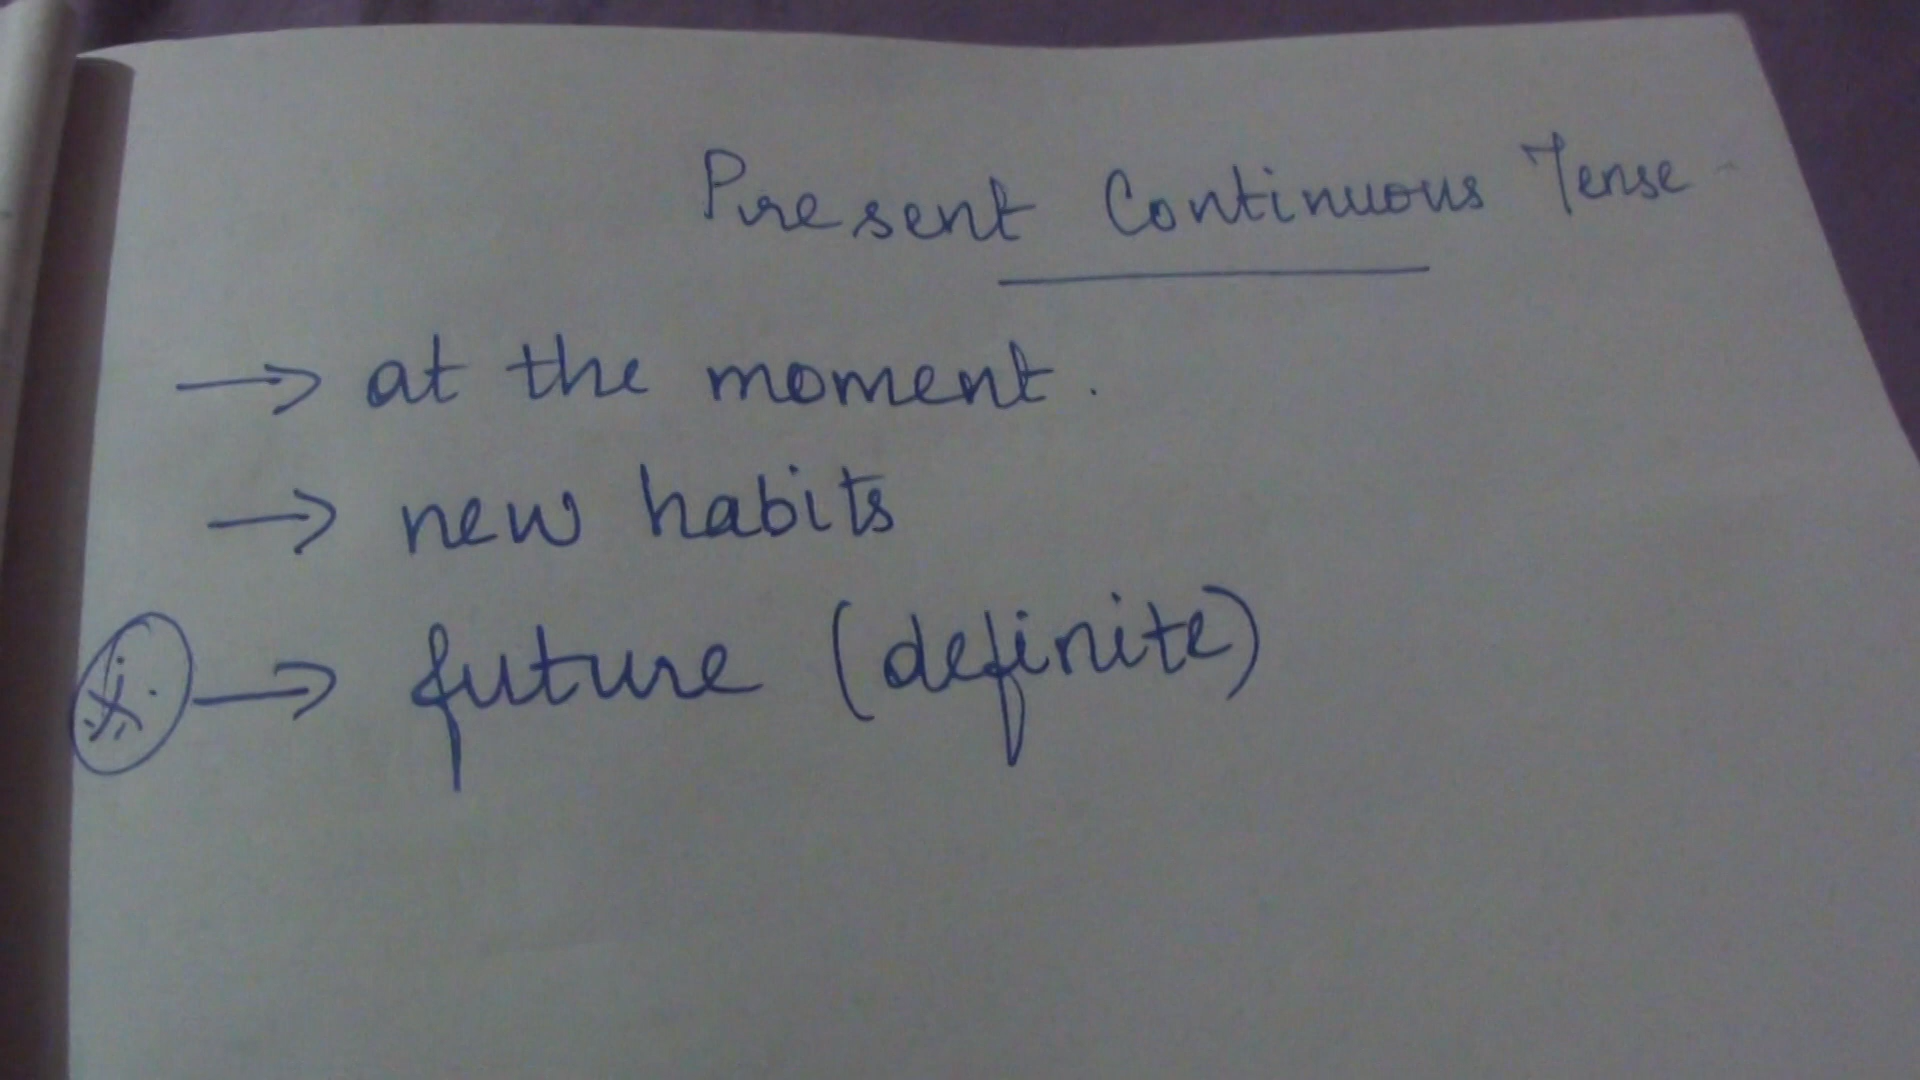 Present Continuous Tense
→ at the moment.
→ new habits
→ future (definite)